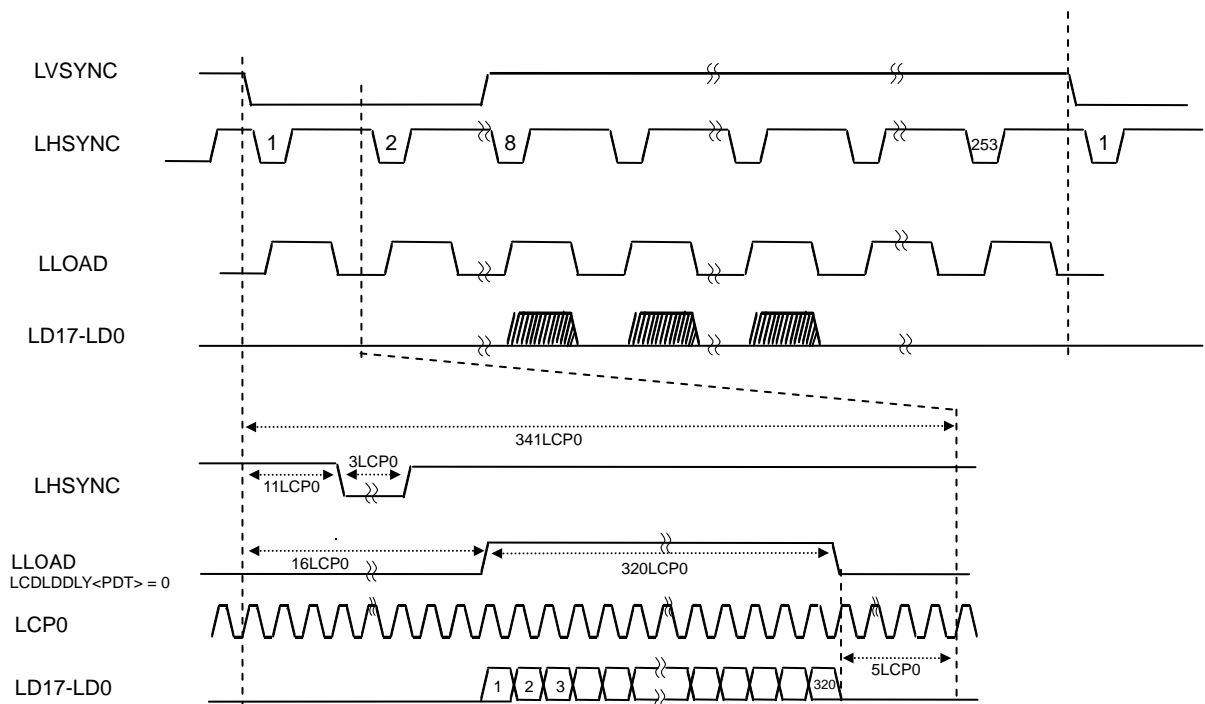 LVSYNC
LHSYNC
1 2 8 253 1
LLOAD
LD17-LD0
341LCP0
3LCP0
LHSYNC
11LCP0
LLOAD
16LCP0
320LCP0
LCDLDDLY<PDT> = 0
LCP0
5LCP0
LD17-LD0
1 2 3 320